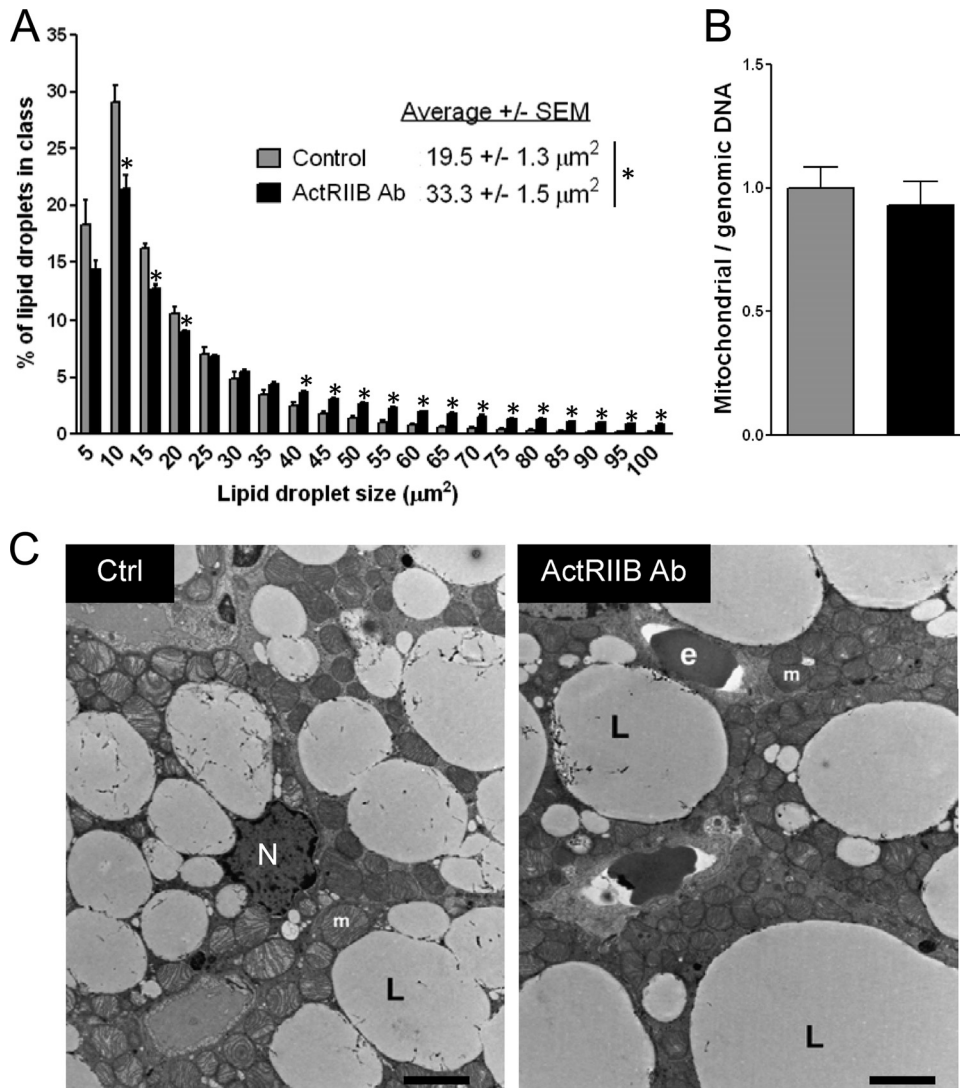 A
% of lipid droplets in class
35
30
25
20
15
10
5
0
Average +/- SEM
Control 19.5 +/- 1.3 μm²
ActRIIB Ab 33.3 +/- 1.5 μm²
*
* * * * * * * * * * * * * * * *
5 10 15 20 25 30 35 40 45 50 55 60 65 70 75 80 85 90 95 100
Lipid droplet size (μm²)
B
Mitochondrial / genomic DNA
1.5
1.0
0.5
0.0
C
Ctrl
N
m
L
ActRIIB Ab
e
m
L
L